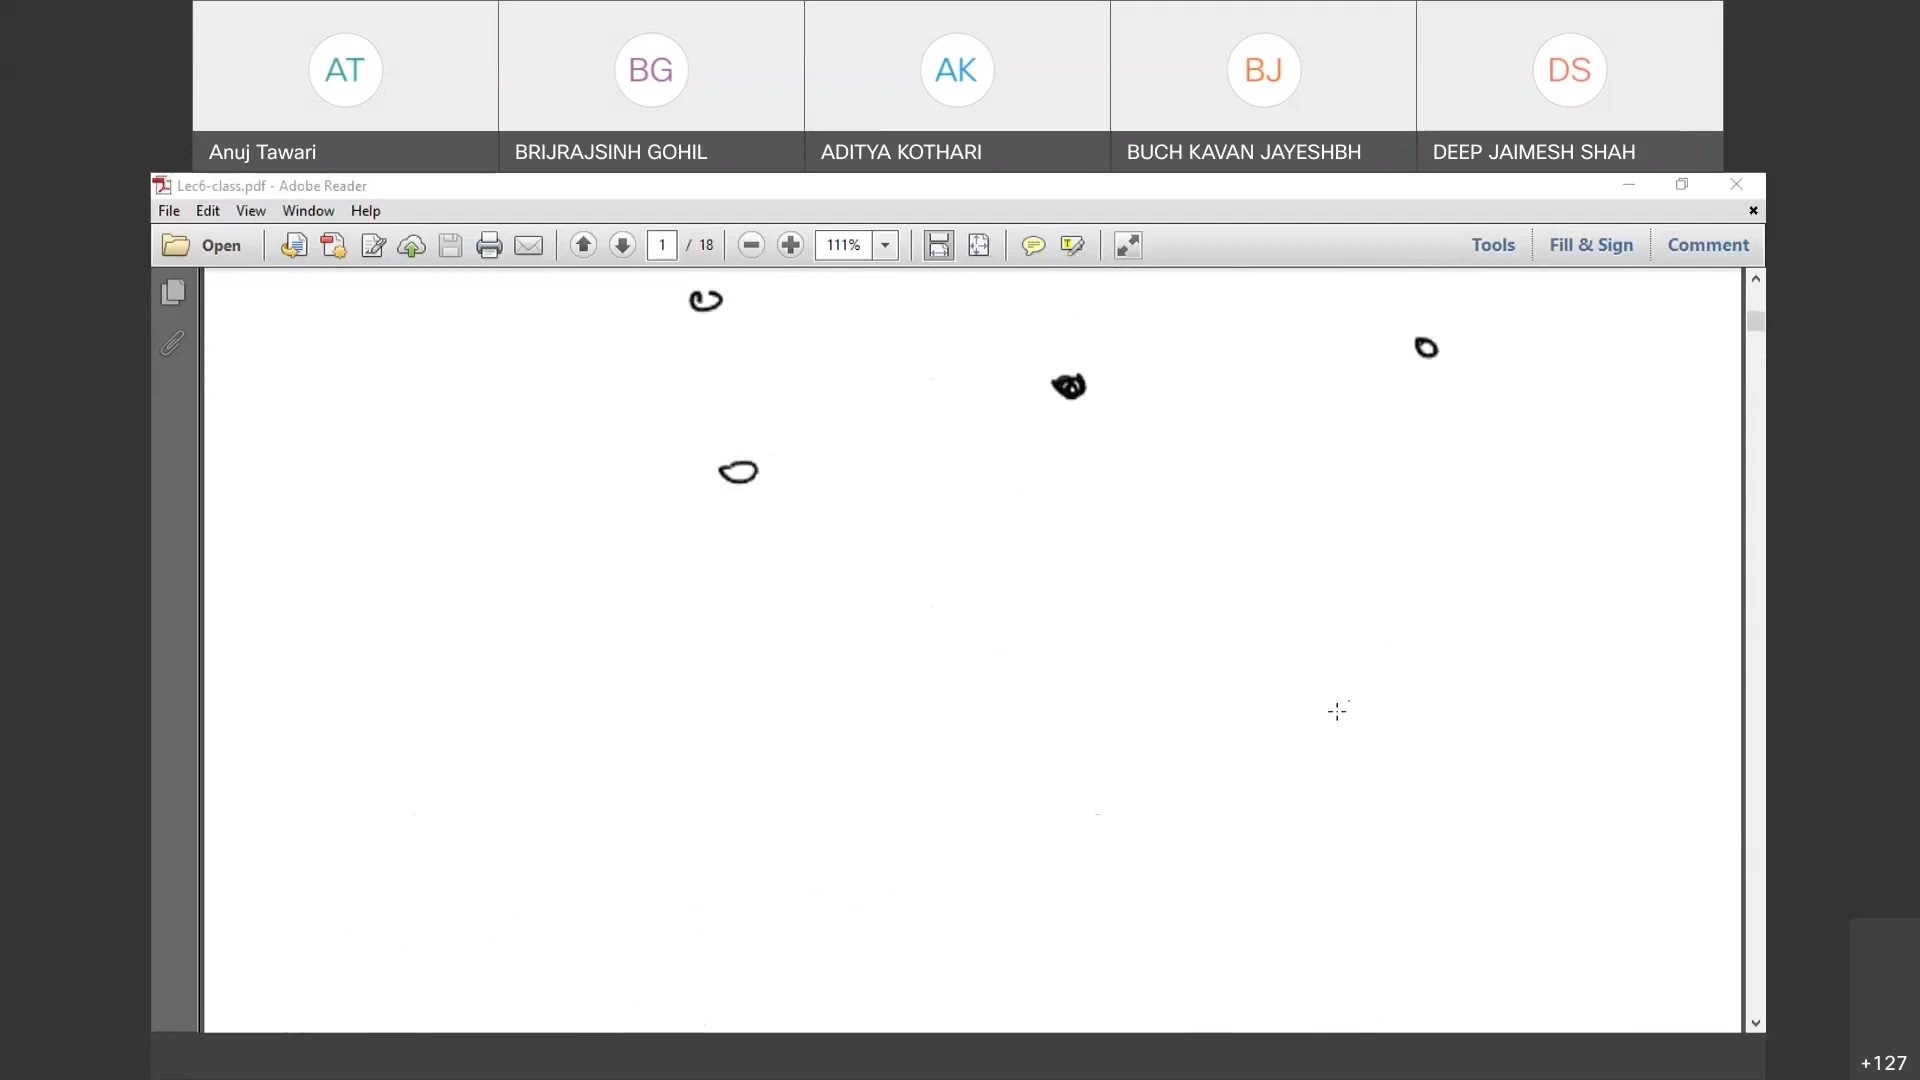 AT BG AK BJ DS
Anuj Tawari BRIJRAJSINH GOHIL ADITYA KOTHARI BUCH KAVAN JAYESHBH DEEP JAIMESH SHAH
Lec6-class.pdf - Adobe Reader
File Edit View Window Help
Open 1 / 18 111% Tools Fill & Sign Comment
+127